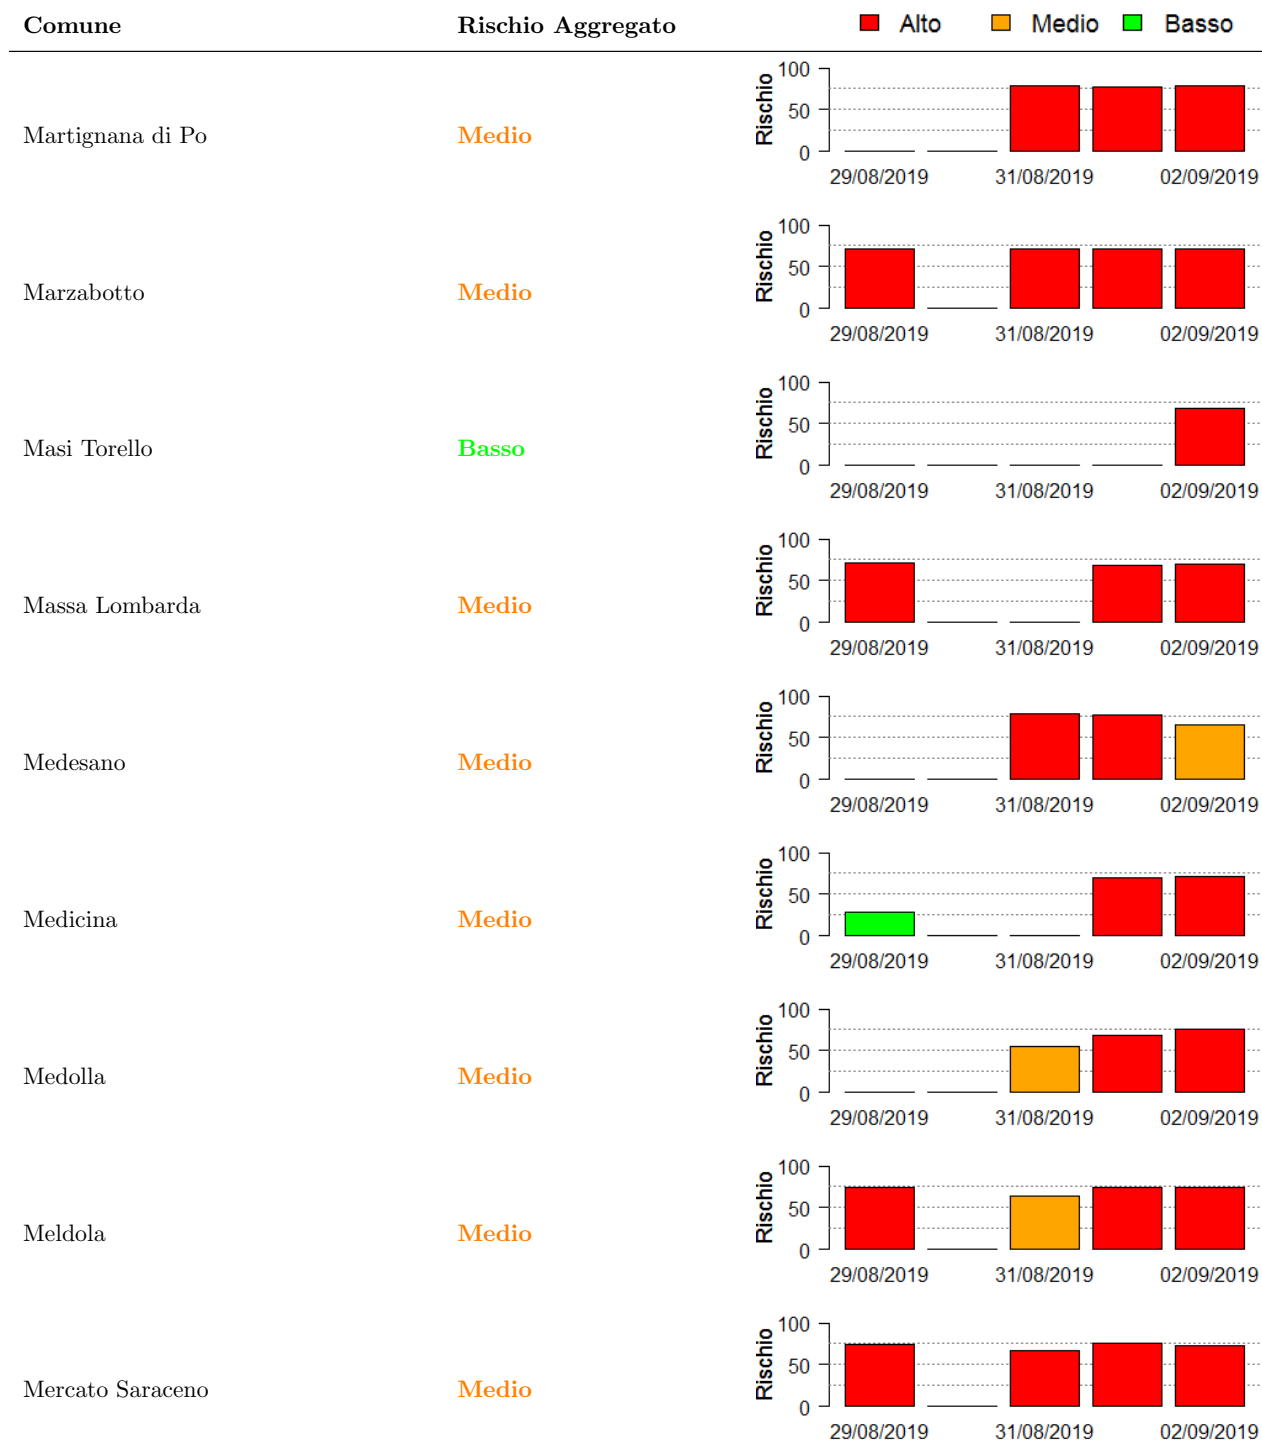 Comune Rischio Aggregato Alto Medio Basso
Martignana di Po Medio
Rischio
100
50
0
29/08/2019 31/08/2019 02/09/2019
Marzabotto Medio
Rischio
100
50
0
29/08/2019 31/08/2019 02/09/2019
Masi Torello Basso
Rischio
100
50
0
29/08/2019 31/08/2019 02/09/2019
Massa Lombarda Medio
Rischio
100
50
0
29/08/2019 31/08/2019 02/09/2019
Medesano Medio
Rischio
100
50
0
29/08/2019 31/08/2019 02/09/2019
Medicina Medio
Rischio
100
50
0
29/08/2019 31/08/2019 02/09/2019
Medolla Medio
Rischio
100
50
0
29/08/2019 31/08/2019 02/09/2019
Meldola Medio
Rischio
100
50
0
29/08/2019 31/08/2019 02/09/2019
Mercato Saraceno Medio
Rischio
100
50
0
29/08/2019 31/08/2019 02/09/2019